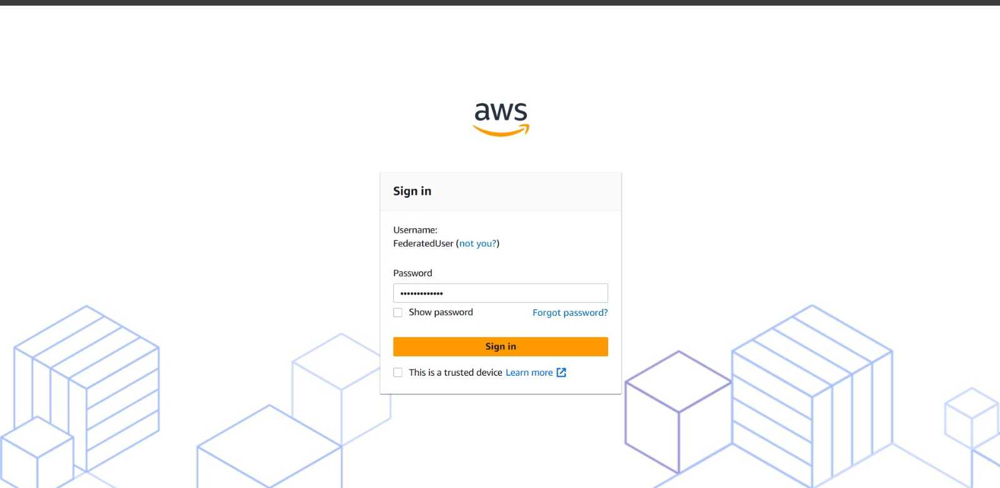 aws
Sign in
Username:
FederatedUser (not you?)
Password
•••••••••••••
Show password
Forgot password?
Sign in
This is a trusted device Learn more